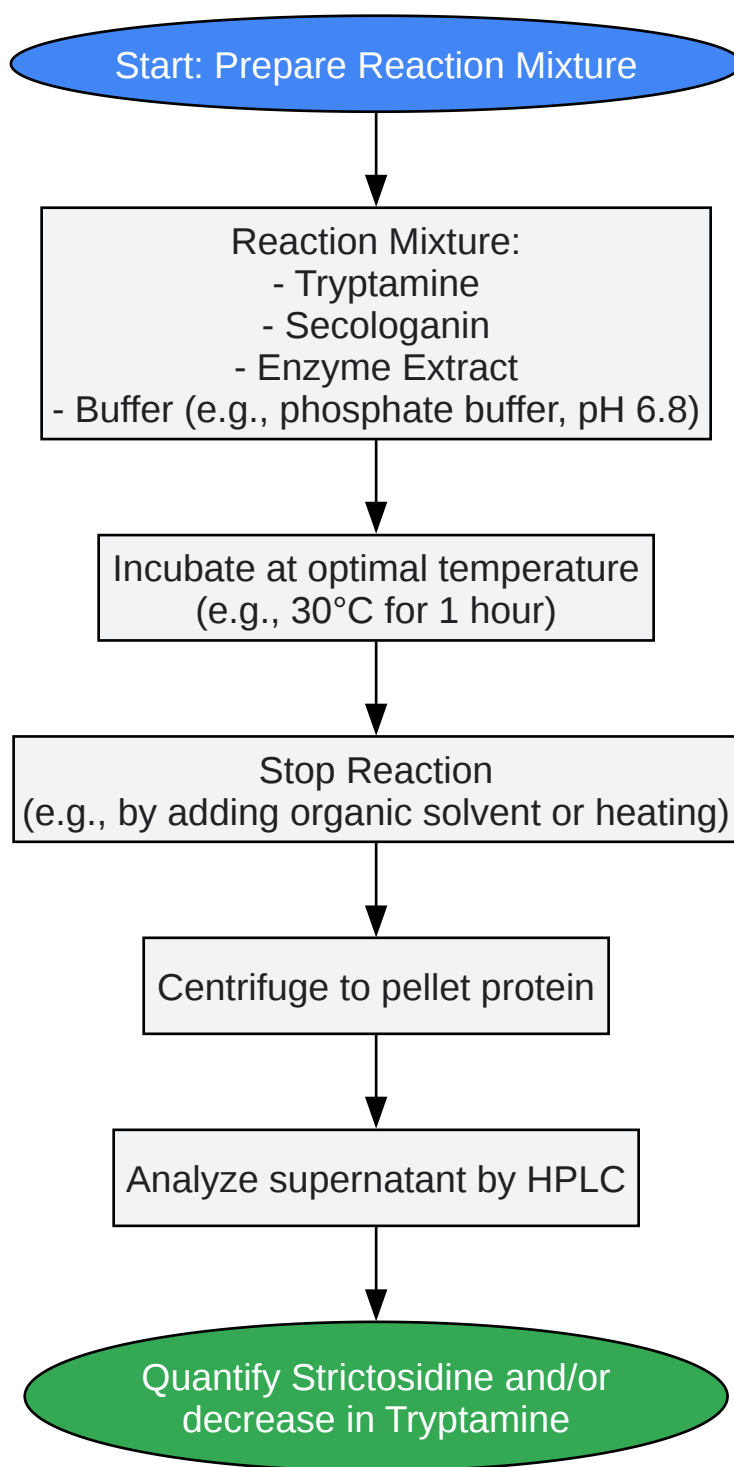 Start: Prepare Reaction Mixture
Reaction Mixture:
- Tryptamine
- Secologanin
- Enzyme Extract
- Buffer (e.g., phosphate buffer, pH 6.8)
Incubate at optimal temperature
(e.g., 30°C for 1 hour)
Stop Reaction
(e.g., by adding organic solvent or heating)
Centrifuge to pellet protein
Analyze supernatant by HPLC
Quantify Strictosidine and/or
decrease in Tryptamine